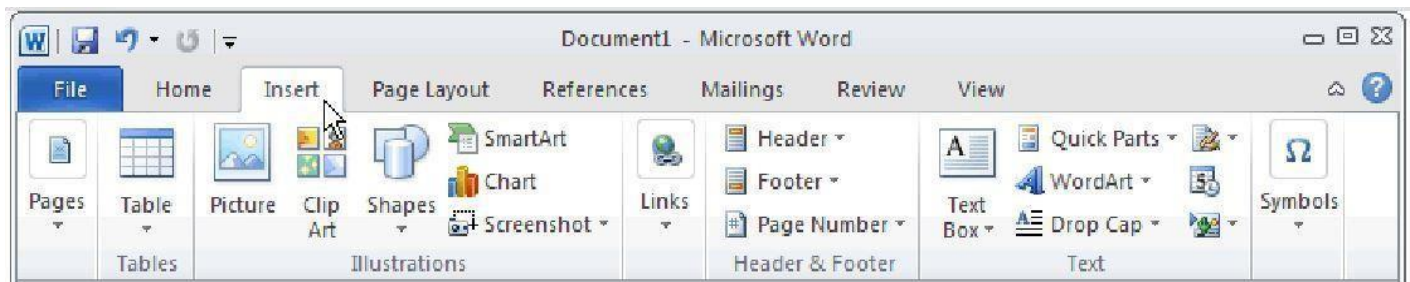 W Document1 - Microsoft Word
File Home Insert Page Layout References Mailings Review View
Pages
Table
Picture
Clip Art
Shapes
SmartArt
Chart
Screenshot
Links
Header
Footer
# Page Number
A Text Box
Quick Parts
A WordArt
A Drop Cap
5
Ω Symbols
Tables Illustrations Header & Footer Text